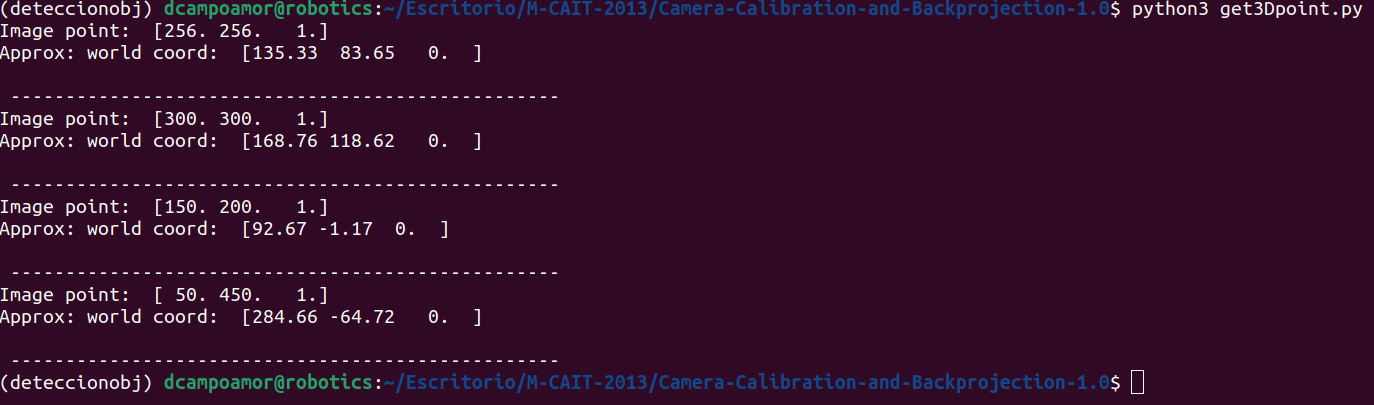 (deteccionobj) dcampoamor@robotics:~/Escritorio/M-CAIT-2013/Camera-Calibration-and-Backprojection-1.0$ python3 get3Dpoint.py
Image point:  [256. 256.   1.]
Approx: world coord:  [135.33  83.65   0.  ]
--------------------------------------------------
Image point:  [300. 300.   1.]
Approx: world coord:  [168.76 118.62   0.  ]
--------------------------------------------------
Image point:  [150. 200.   1.]
Approx: world coord:  [92.67 -1.17  0.  ]
--------------------------------------------------
Image point:  [ 50. 450.   1.]
Approx: world coord:  [284.66 -64.72   0.  ]
--------------------------------------------------
(deteccionobj) dcampoamor@robotics:~/Escritorio/M-CAIT-2013/Camera-Calibration-and-Backprojection-1.0$